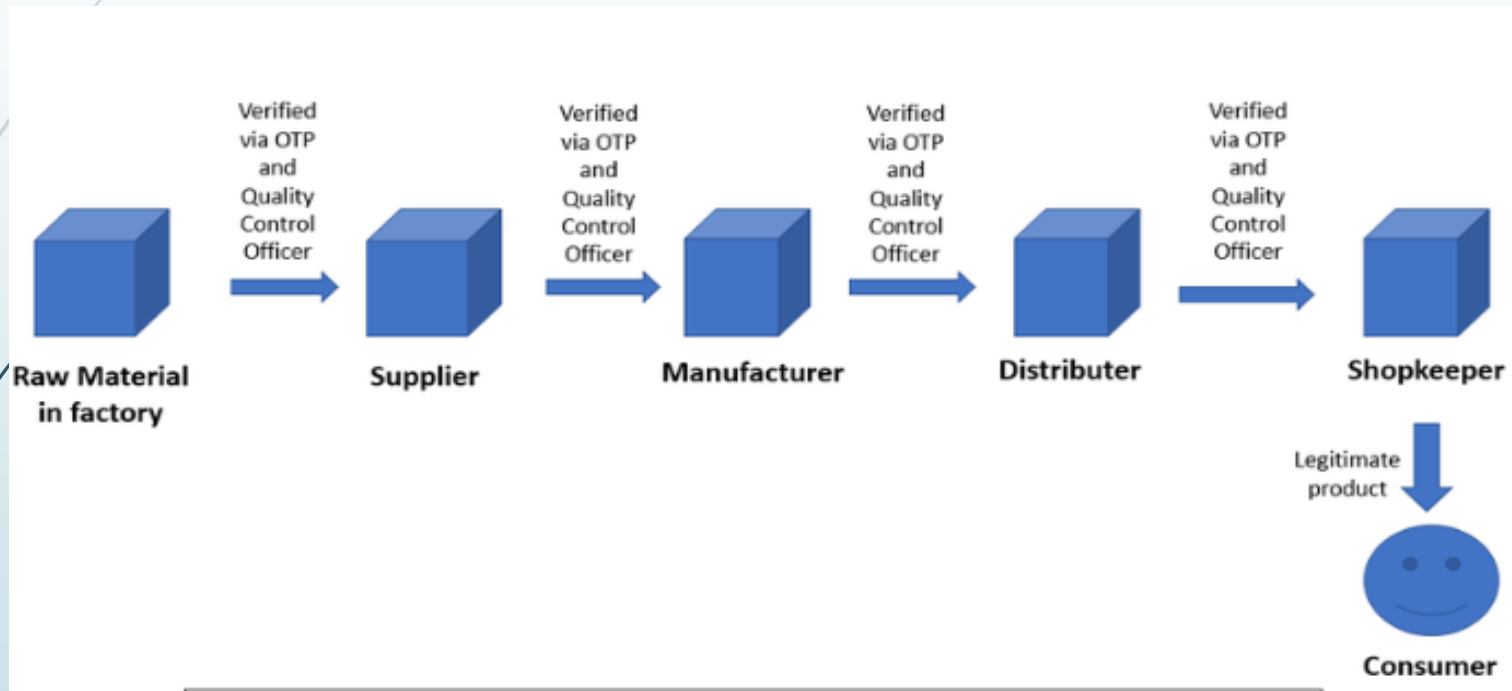 Verified
via OTP
and
Quality
Control
Officer
Verified
via OTP
and
Quality
Control
Officer
Verified
via OTP
and
Quality
Control
Officer
Verified
via OTP
and
Quality
Control
Officer
Raw Material
in factory
Supplier
Manufacturer
Distributer
Shopkeeper
Legitimate
product
Consumer